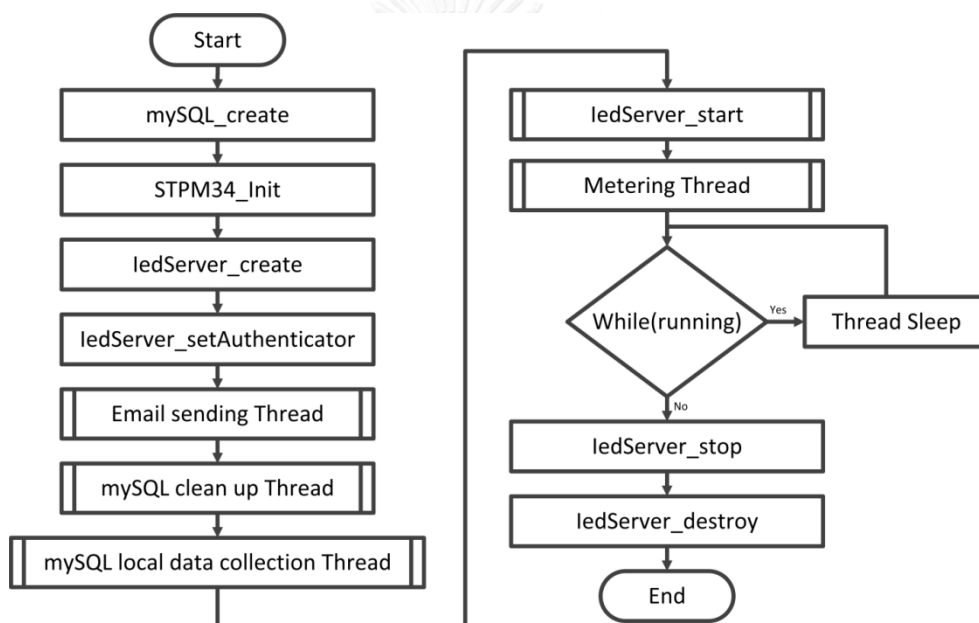 Start
mySQL_create
STPM34_Init
IedServer_create
IedServer_setAuthenticator
Email sending Thread
mySQL clean up Thread
mySQL local data collection Thread
IedServer_start
Metering Thread
While(running)
Yes
Thread Sleep
No
IedServer_stop
IedServer_destroy
End